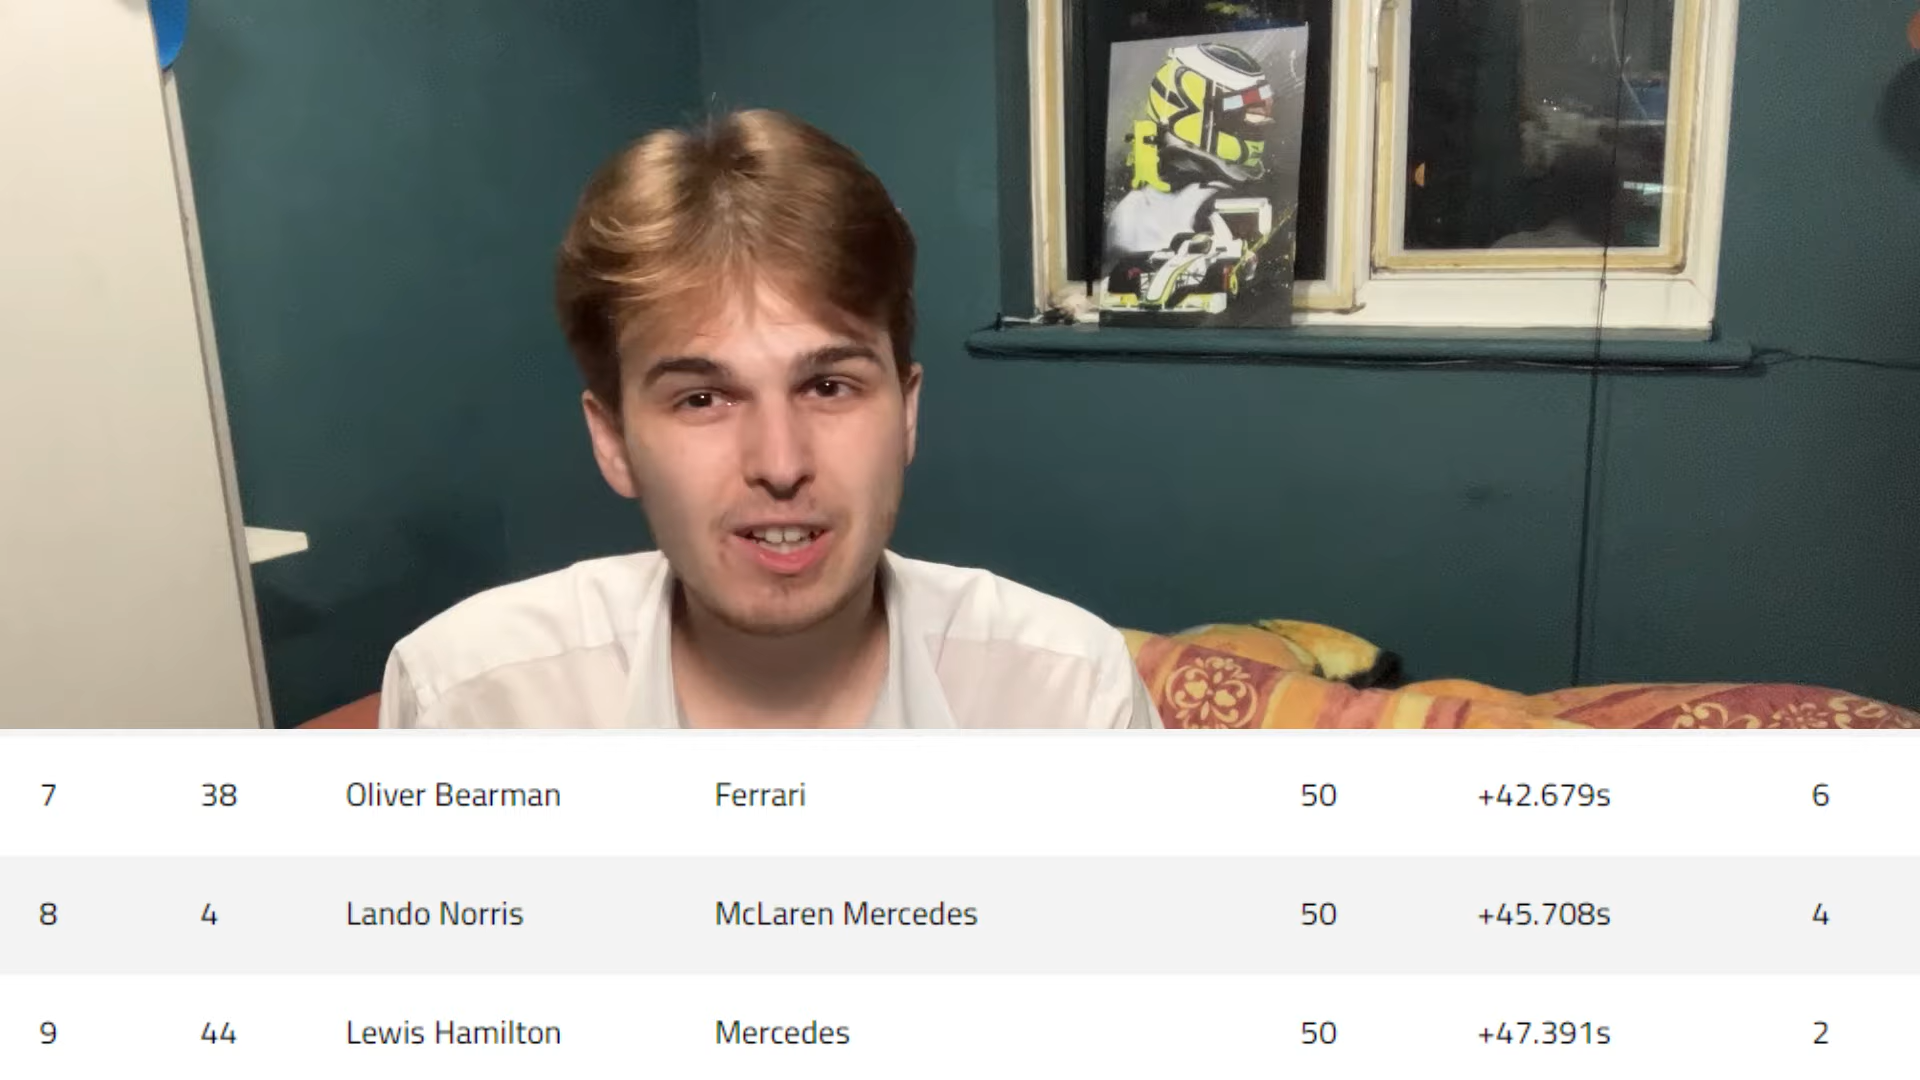 7 38 Oliver Bearman Ferrari 50 +42.679s 6
8 4 Lando Norris McLaren Mercedes 50 +45.708s 4
9 44 Lewis Hamilton Mercedes 50 +47.391s 2